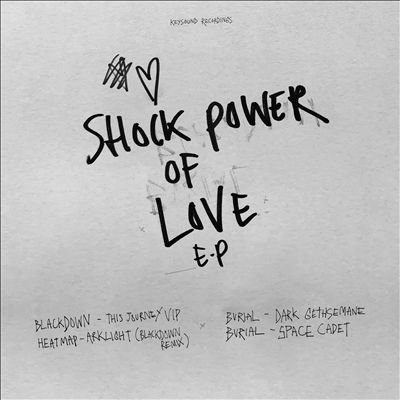 KEYSOUND RECORDINGS
SHOCK POWER
OF
LOVE
E.P
BLACKDOWN - THIS JOURNEY VIP
HEATMAP - ARKLIGHT (BLACKDOWN
REMIX)
BURIAL - DARK GETHSEMANE
BURIAL - SPACE CADET